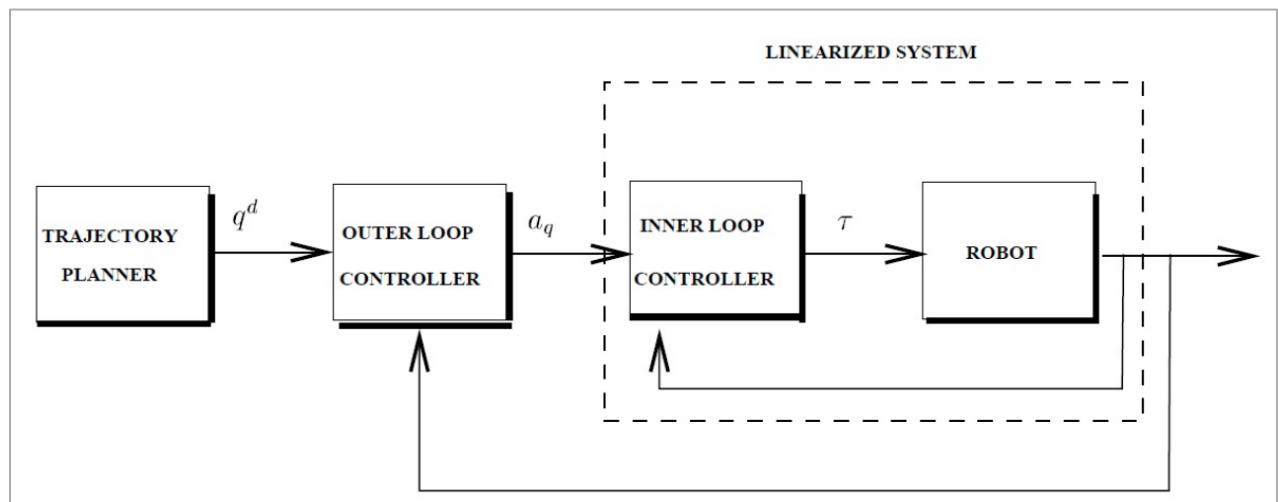 LINEARIZED SYSTEM
TRAJECTORY
PLANNER
q^d
OUTER LOOP
CONTROLLER
a_q
INNER LOOP
CONTROLLER
τ
ROBOT